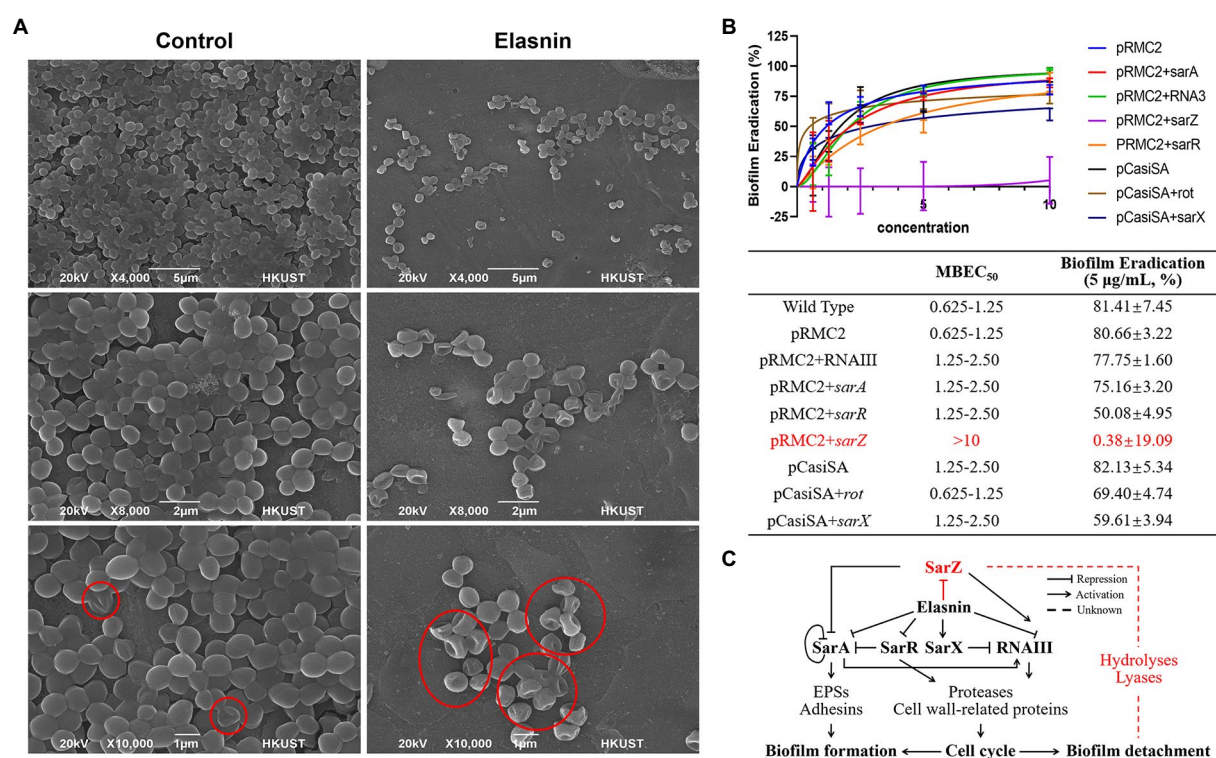 A
Control
Elasnin
20kV X4,000 5μm HKUST
20kV X4,000 5μm HKUST
20kV X8,000 2μm HKUST
20kV X8,000 2μm HKUST
20kV X10,000 1μm HKUST
20kV X10,000 1μm HKUST
B
Biofilm Eradication (%)
125
100
75
50
25
0
-25
5
10
concentration
pRMC2
pRMC2+sarA
pRMC2+RNA3
pRMC2+sarZ
PRMC2+sarR
pCasiSA
pCasiSA+rot
pCasiSA+sarX
MBEC50 Biofilm Eradication
(5 μg/mL, %)
Wild Type 0.625-1.25 81.41±7.45
pRMC2 0.625-1.25 80.66±3.22
pRMC2+RNAIII 1.25-2.50 77.75±1.60
pRMC2+sarA 1.25-2.50 75.16±3.20
pRMC2+sarR 1.25-2.50 50.08±4.95
pRMC2+sarZ >10 0.38±19.09
pCasiSA 1.25-2.50 82.13±5.34
pCasiSA+rot 0.625-1.25 69.40±4.74
pCasiSA+sarX 1.25-2.50 59.61±3.94
C
SarZ
Repression
Activation
Unknown
Elasnin
SarA SarR SarX RNAIII
Hydrolyses
Lyases
EPSs
Adhesins
Proteases
Cell wall-related proteins
Biofilm formation Cell cycle Biofilm detachment